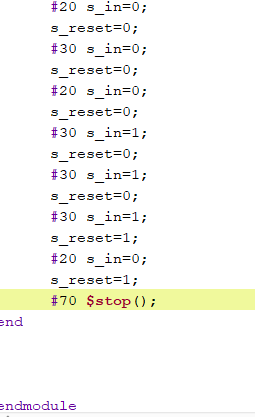 #20 s_in=0;
s_reset=0;
#30 s_in=0;
s_reset=0;
#20 s_in=0;
s_reset=0;
#30 s_in=1;
s_reset=0;
#30 s_in=1;
s_reset=0;
#30 s_in=1;
s_reset=1;
#20 s_in=0;
s_reset=1;
#70 $stop();
end
endmodule